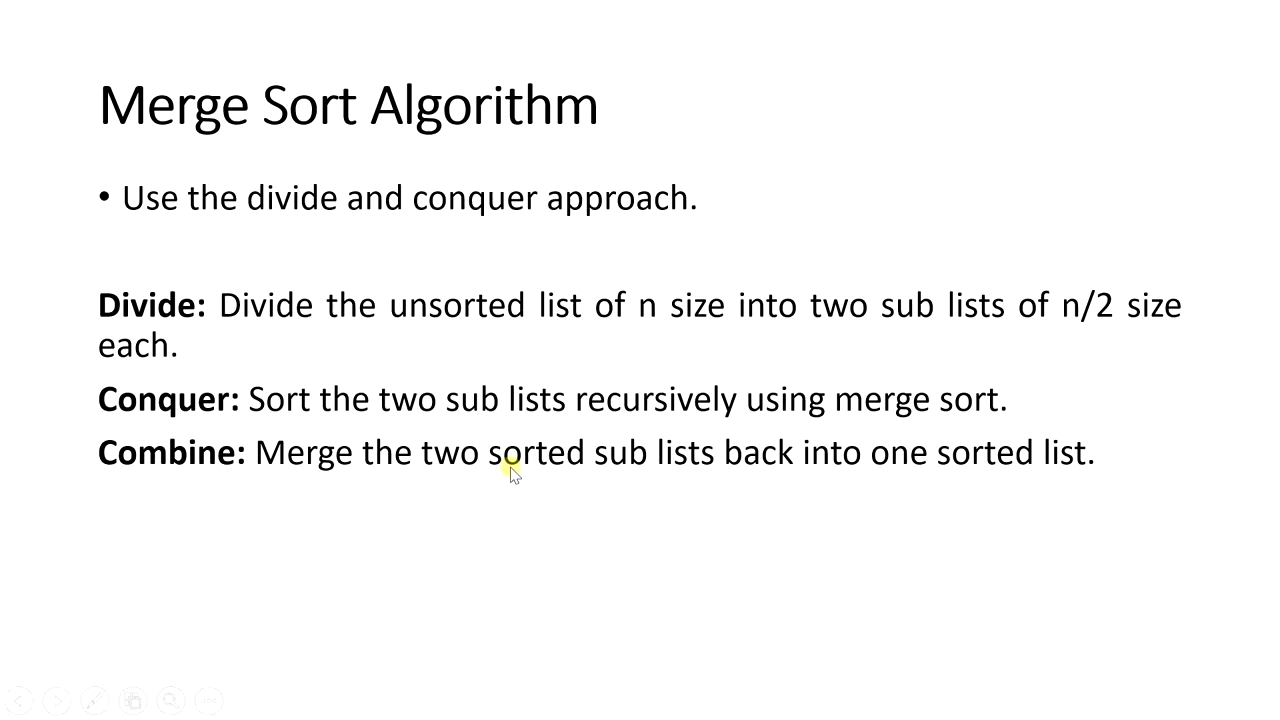 Merge Sort Algorithm
• Use the divide and conquer approach.
Divide: Divide the unsorted list of n size into two sub lists of n/2 size
each.
Conquer: Sort the two sub lists recursively using merge sort.
Combine: Merge the two sorted sub lists back into one sorted list.